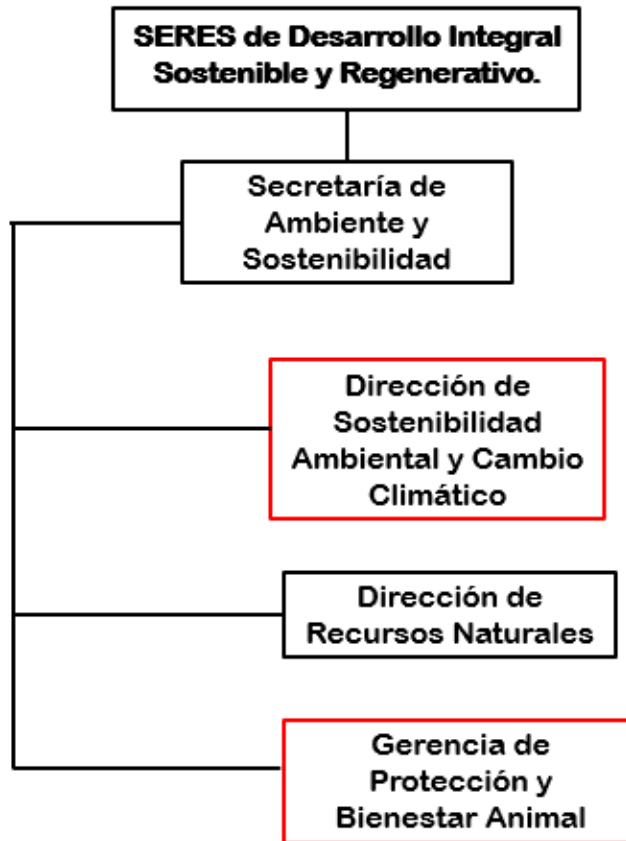 SERES de Desarrollo Integral
Sostenible y Regenerativo.
Secretaría de
Ambiente y
Sostenibilidad
Dirección de
Sostenibilidad
Ambiental y Cambio
Climático
Dirección de
Recursos Naturales
Gerencia de
Protección y
Bienestar Animal